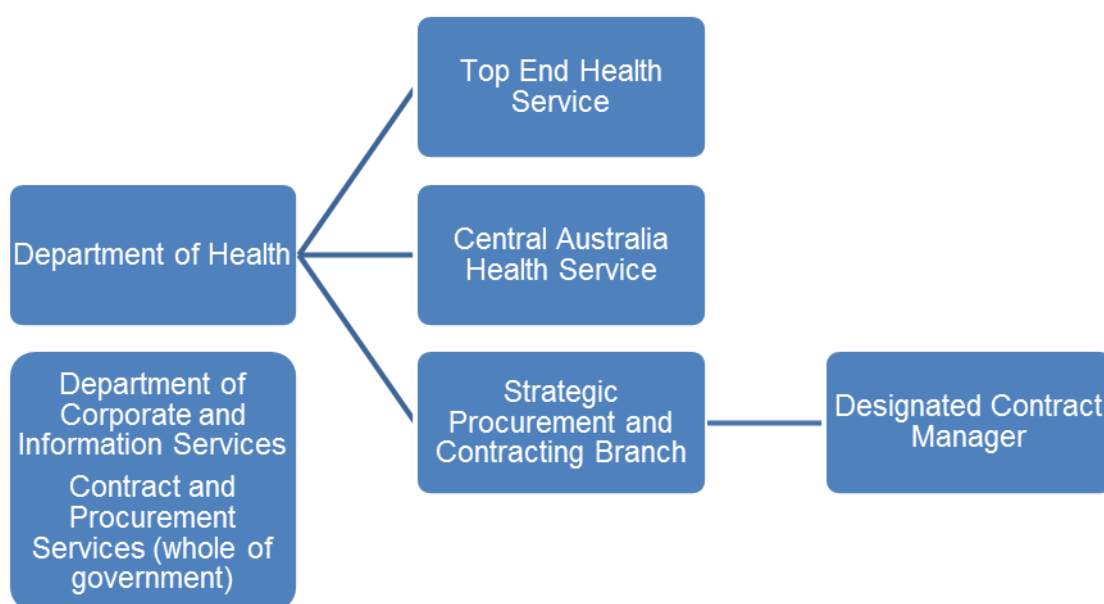 Top End Health
Service
Department of Health
Central Australia
Health Service
Department of
Corporate and
Information Services
Contract and
Procurement
Services (whole of
government)
Strategic
Procurement and
Contracting Branch
Designated Contract
Manager